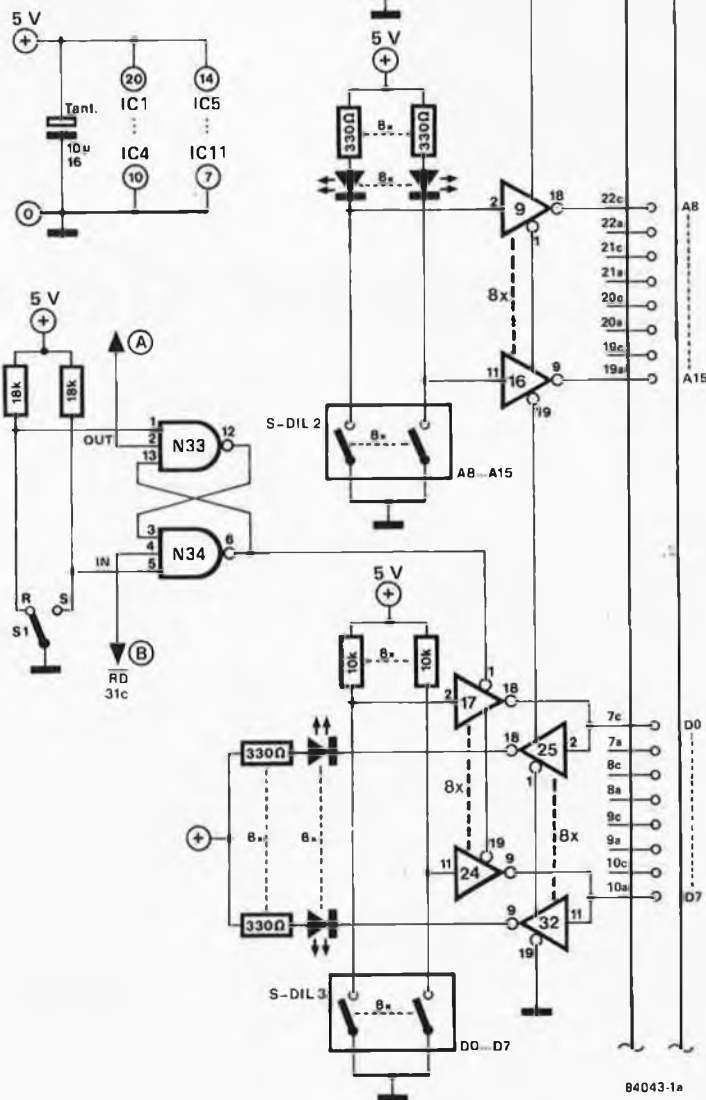 5 V
+
20
14
Tant.
IC1
IC5
10µ
16
IC4
IC11
10
7
0
5 V
+
330Ω
8x
330Ω
8x
2
9
18
1
8x
11
16
9
19
22c
A8
22a
21c
21a
20c
20a
19c
19a
A15
S-DIL 2
8x
A8...A15
5 V
+
18k
18k
A
1
OUT
2
13
N33
12
3
4
IN
5
N34
6
R
S
S1
B
RD
31c
5 V
+
10k
8x
10k
1
2
17
18
18
25
2
1
8x
8x
19
11
24
9
9
32
11
19
7c
D0
7a
8c
8a
9c
9a
10c
10a
D7
330Ω
+
8x
8x
330Ω
S-DIL 3
8x
D0...D7
84043-1a